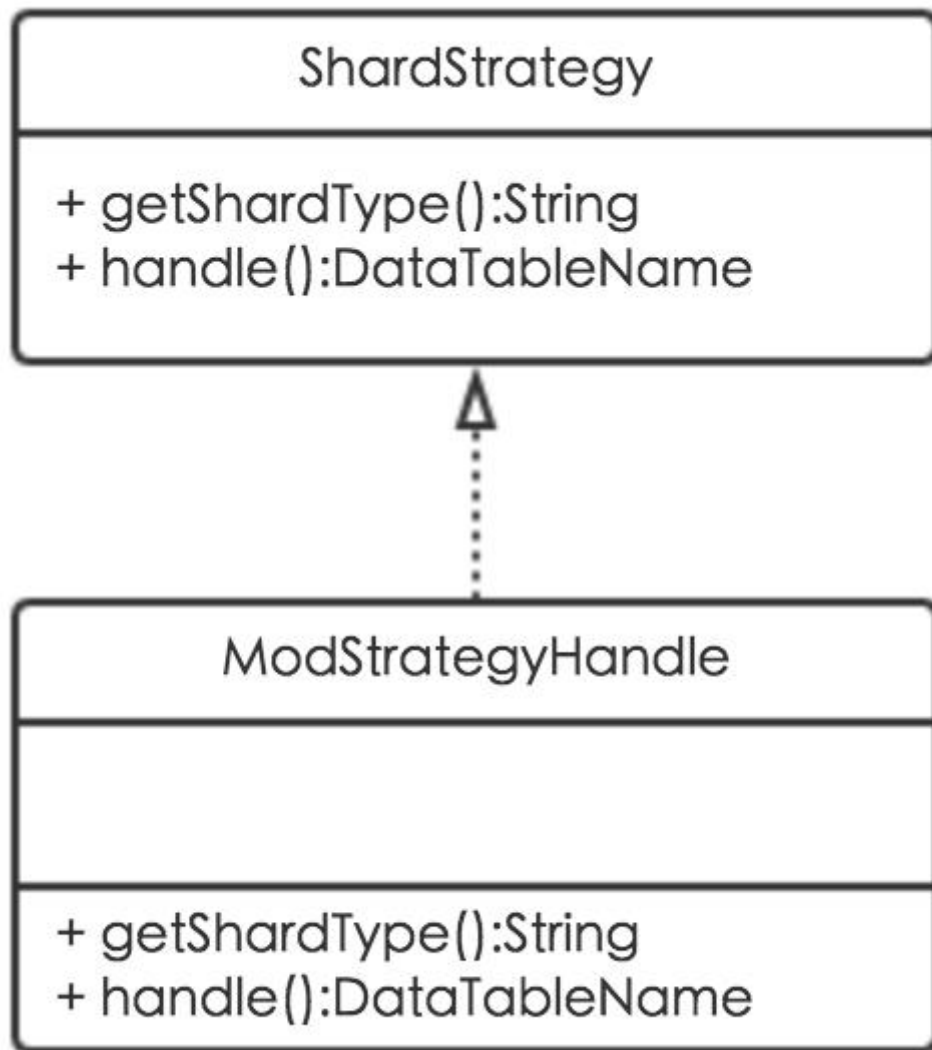 ShardStrategy
+ getShardType():String
+ handle():DataTableName
ModStrategyHandle
+ getShardType():String
+ handle():DataTableName